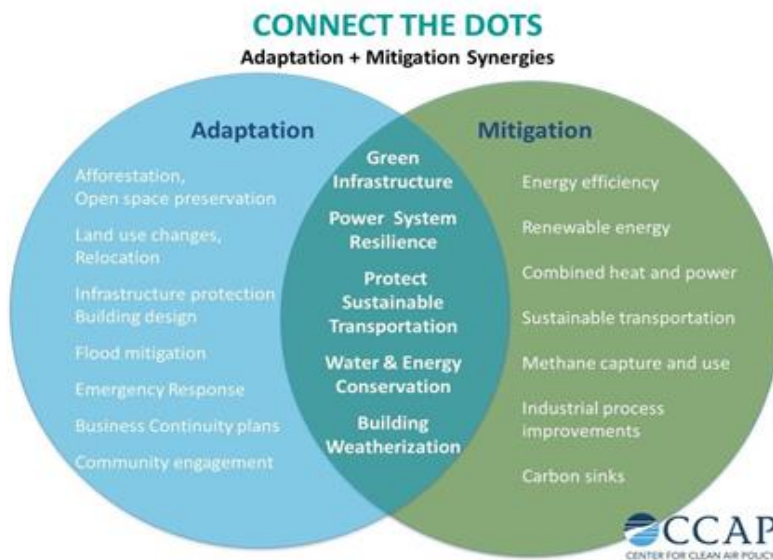 CONNECT THE DOTS
Adaptation + Mitigation Synergies
Adaptation
Afforestation,
Open space preservation
Land use changes,
Relocation
Infrastructure protection
Building design
Flood mitigation
Emergency Response
Business Continuity plans
Community engagement
Green
Infrastructure
Power System
Resilience
Protect
Sustainable
Transportation
Water & Energy
Conservation
Building
Weatherization
Mitigation
Energy efficiency
Renewable energy
Combined heat and power
Sustainable transportation
Methane capture and use
Industrial process
improvements
Carbon sinks
CCAP
CENTER FOR CLEAN AIR POLICY